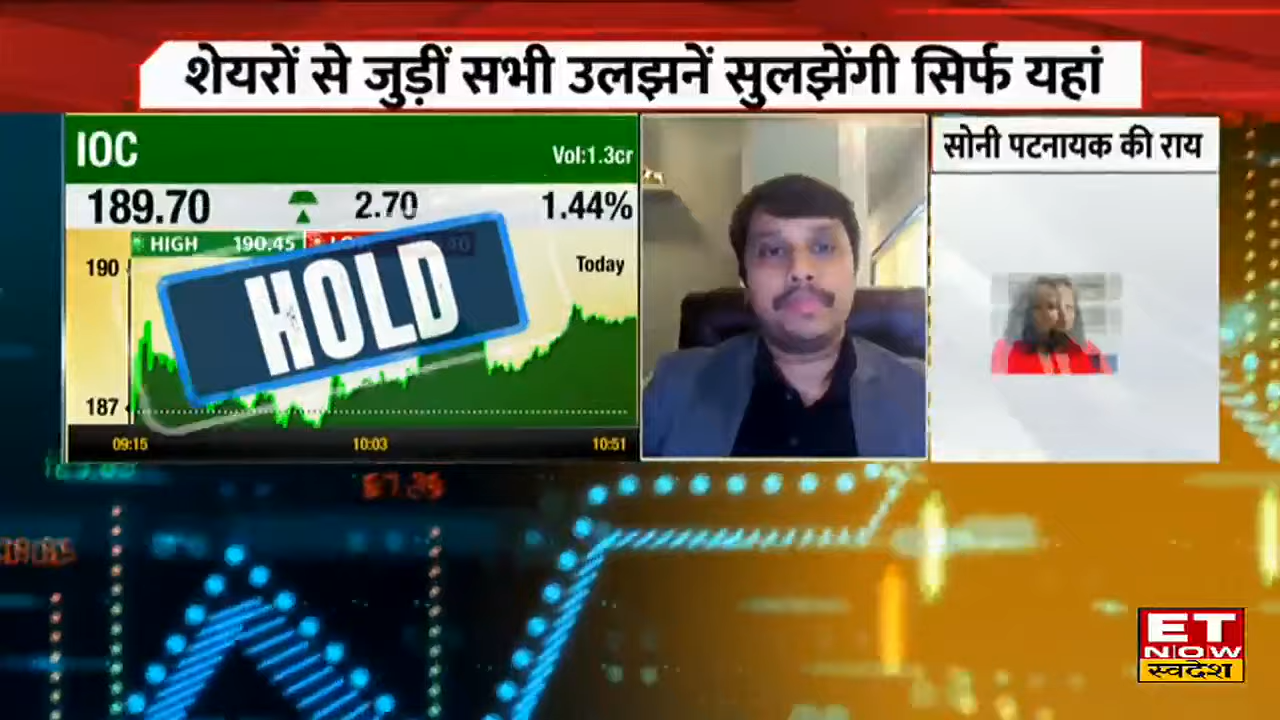 शेयरों से जुड़ीं सभी उलझनें सुलझेंगी सिर्फ यहां
IOC
Vol:1.3cr
189.70 2.70 1.44%
HIGH 190.45
Today
190
HOLD
187
09:15 10:03 10:51
सोनी पटनायक की राय
ET
NOW
स्वदेश